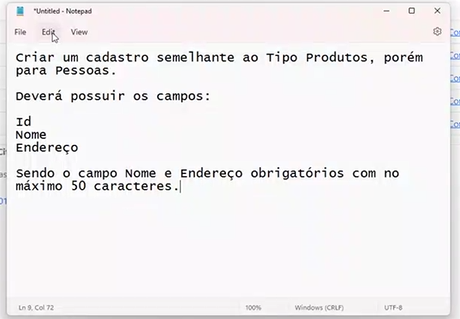 *Untitled - Notepad
File Edit View
Criar um cadastro semelhante ao Tipo Produtos, porém
para Pessoas.
Deverá possuir os campos:
Id
Nome
Endereço
Sendo o campo Nome e Endereço obrigatórios com no
máximo 50 caracteres.
Ln 9, Col 72 100% Windows (CRLF) UTF-8